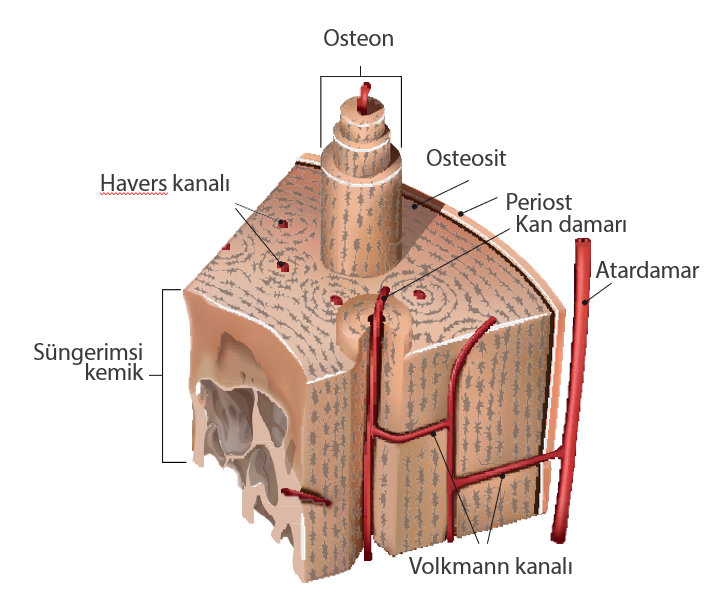 Osteon
Osteosit
Havers kanalı
Periost
Kan damarı
Atardamar
Süngerimsi
kemik
Volkmann kanalı